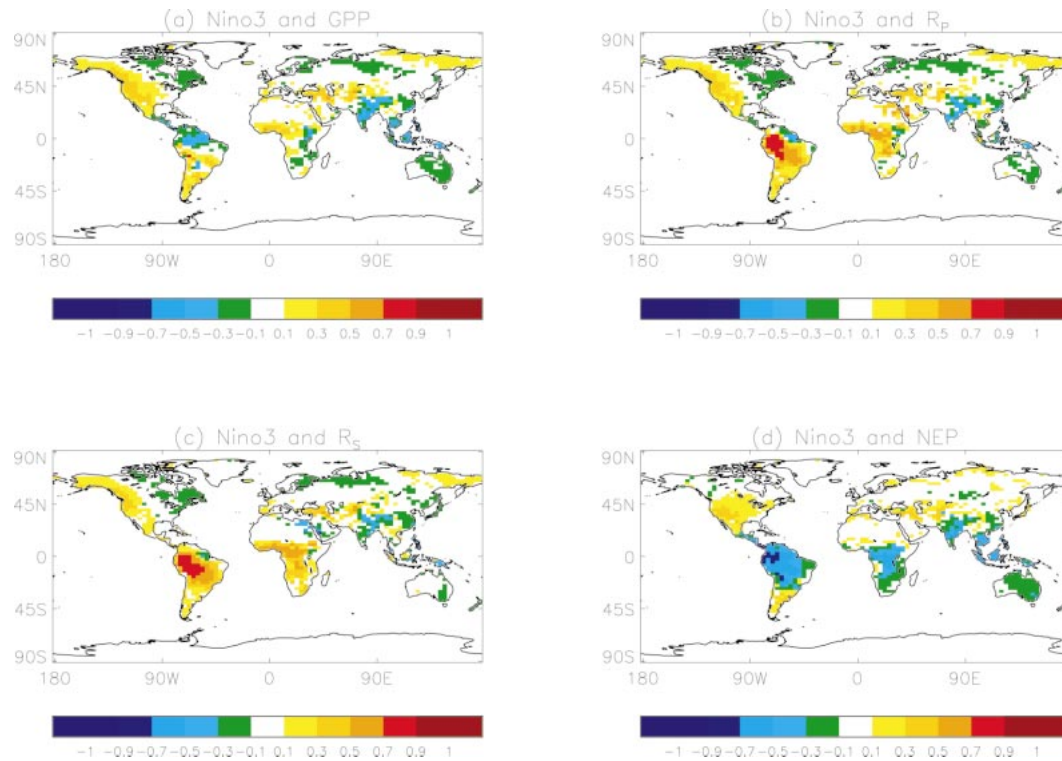 (a) Nino3 and GPP
(b) Nino3 and RP
90N
45N
0
45S
90S
180 90W 0 90E
90N
45N
0
45S
90S
180 90W 0 90E
-1 -0.9 -0.7 -0.5 -0.3 -0.1 0.1 0.3 0.5 0.7 0.9 1
-1 -0.9 -0.7 -0.5 -0.3 -0.1 0.1 0.3 0.5 0.7 0.9 1
(c) Nino3 and RS
(d) Nino3 and NEP
90N
45N
0
45S
90S
180 90W 0 90E
90N
45N
0
45S
90S
180 90W 0 90E
-1 -0.9 -0.7 -0.5 -0.3 -0.1 0.1 0.3 0.5 0.7 0.9 1
-1 -0.9 -0.7 -0.5 -0.3 -0.1 0.1 0.3 0.5 0.7 0.9 1